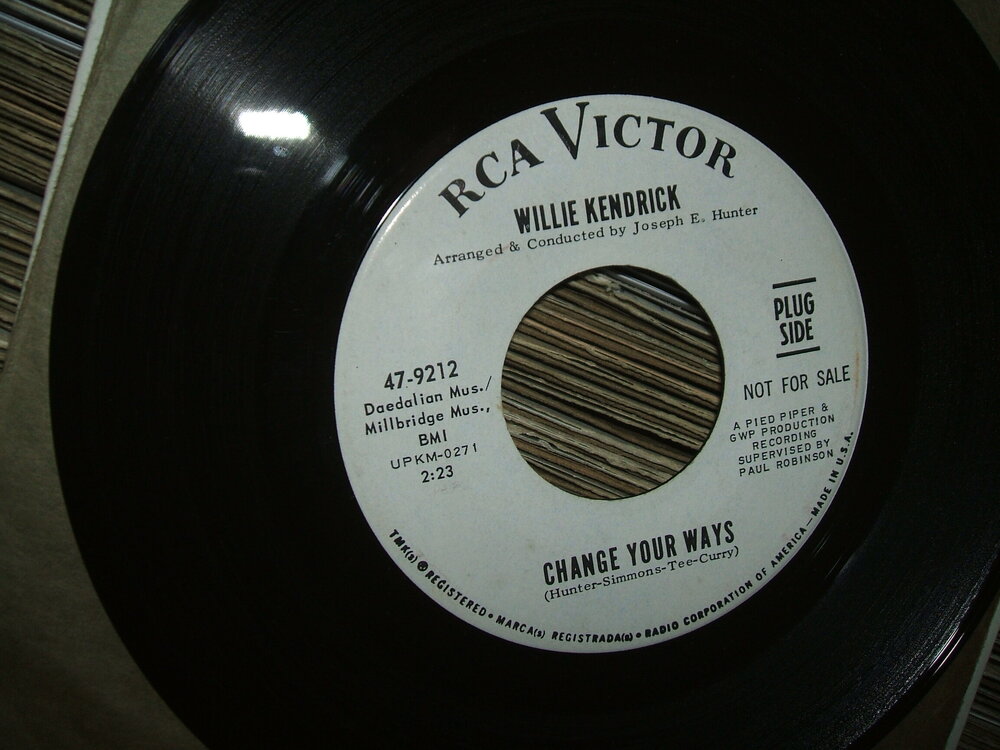 RCA VICTOR
WILLIE KENDRICK
Arranged & Conducted by Joseph E. Hunter
PLUG
SIDE
NOT FOR SALE
47-9212
Daedalian Mus./
Millbridge Mus.,
BMI
UPKM-0271
2:23
A PIED PIPER &
GWP PRODUCTION
RECORDING
SUPERVISED BY
PAUL ROBINSON
CHANGE YOUR WAYS
(Hunter-Simmons-Tee-Curry)
TMK(s) ® REGISTERED • MARCA(s) REGISTRADA(s) • RADIO CORPORATION OF AMERICA — MADE IN U.S.A.